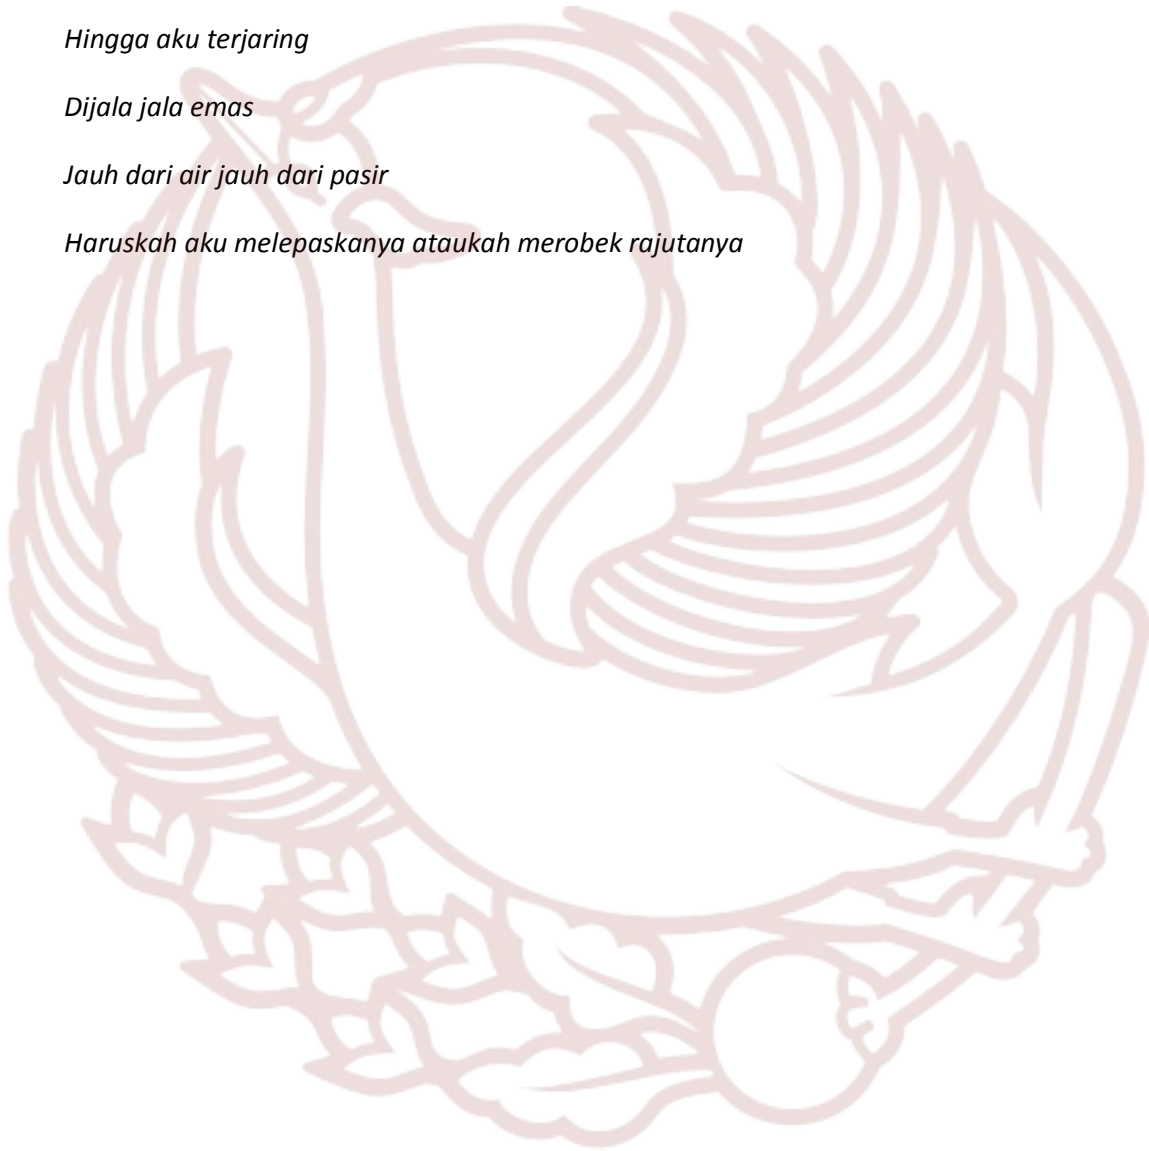 Hingga aku terjaring
Dijala jala emas
Jauh dari air jauh dari pasir
Haruskah aku melepaskanya ataukah merobek rajutanya